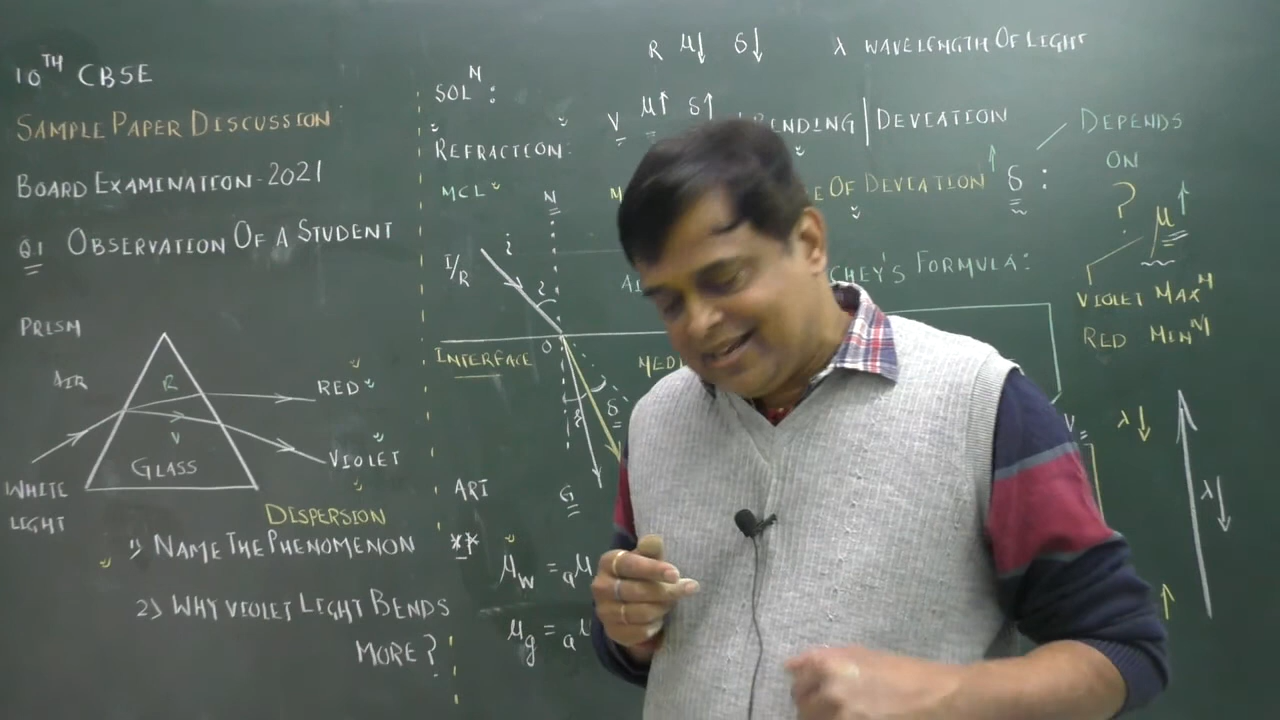 10TH CBSE
SAMPLE PAPER DISCUSSION
BOARD EXAMINATION-2021
Q1 OBSERVATION OF A STUDENT
PRISM
AIR
R
RED
V
GLASS
VIOLET
WHITE
LIGHT
DISPERSION
1) NAME THE PHENOMENON
2) WHY VIOLET LIGHT BENDS
MORE?
R μ↓ δ↓ λ WAVELENGTH OF LIGHT
SOLN:
V μ↑ δ↑ BENDING | DEVIATION
REFRACTION:
MCL
OF DEVIATION ↑ δ :
DEPENDS
ON
?
μ ↑
N
I/R
i
FORMULA:
VIOLET MAXM
RED MINM
INTERFACE
O
δ
λ↓
λ↓
ART
G
**
μw = aμ
μg = aμ
↑